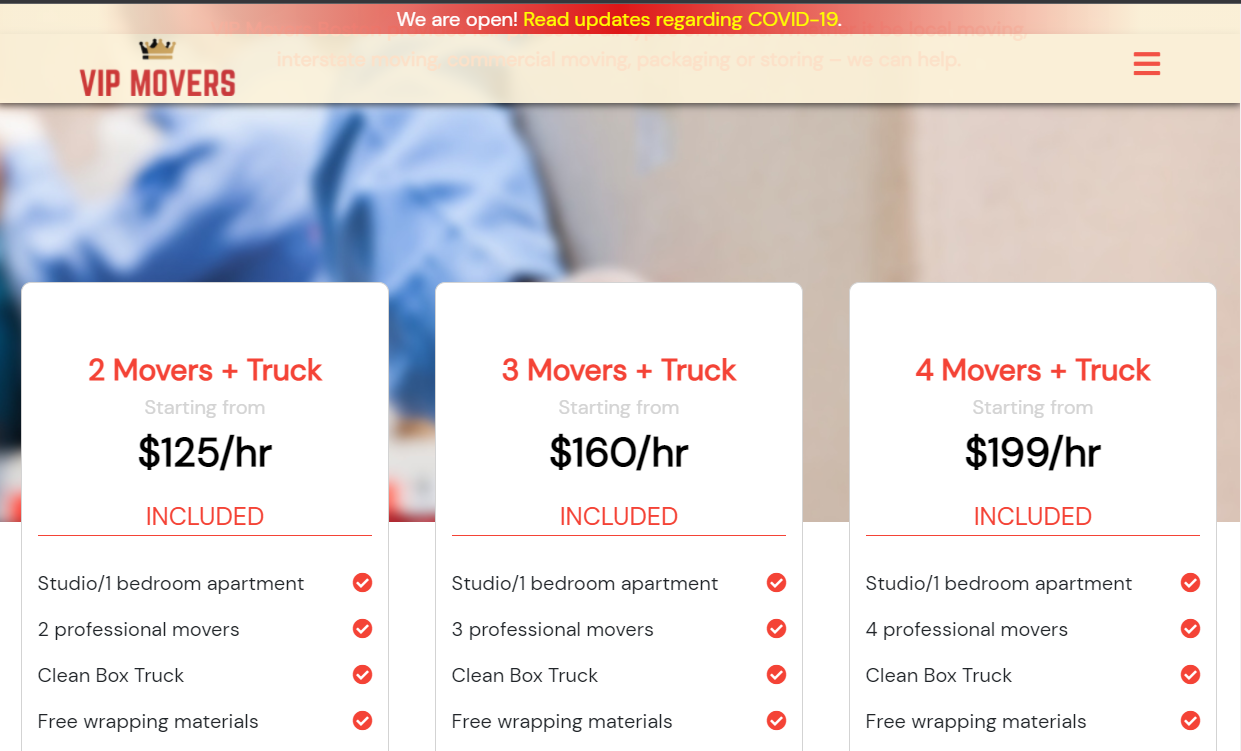 We are open! Read updates regarding COVID-19.
local moving,
interstate moving, commercial moving, packaging or storing – we can help.
VIP MOVERS
2 Movers + Truck
Starting from
$125/hr
INCLUDED
Studio/1 bedroom apartment
2 professional movers
Clean Box Truck
Free wrapping materials
3 Movers + Truck
Starting from
$160/hr
INCLUDED
Studio/1 bedroom apartment
3 professional movers
Clean Box Truck
Free wrapping materials
4 Movers + Truck
Starting from
$199/hr
INCLUDED
Studio/1 bedroom apartment
4 professional movers
Clean Box Truck
Free wrapping materials